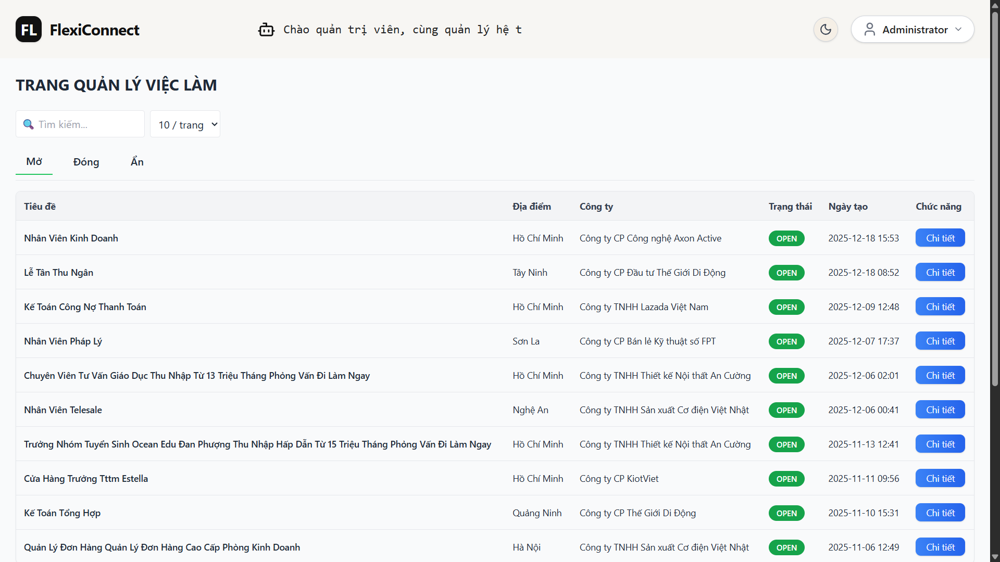 FL FlexiConnect
Chào quản trị viên, cùng quản lý hệ t
Administrator
TRANG QUẢN LÝ VIỆC LÀM
Tìm kiếm...
10 / trang
Mở Đóng Ẩn
Tiêu đề Địa điểm Công ty Trạng thái Ngày tạo Chức năng
Nhân Viên Kinh Doanh Hồ Chí Minh Công ty CP Công nghệ Axon Active OPEN 2025-12-18 15:53 Chi tiết
Lễ Tân Thu Ngân Tây Ninh Công ty CP Đầu tư Thế Giới Di Động OPEN 2025-12-18 08:52 Chi tiết
Kế Toán Công Nợ Thanh Toán Hồ Chí Minh Công ty TNHH Lazada Việt Nam OPEN 2025-12-09 12:48 Chi tiết
Nhân Viên Pháp Lý Sơn La Công ty CP Bán lẻ Kỹ thuật số FPT OPEN 2025-12-07 17:37 Chi tiết
Chuyên Viên Tư Vấn Giáo Dục Thu Nhập Từ 13 Triệu Tháng Phỏng Vấn Đi Làm Ngay Hồ Chí Minh Công ty TNHH Thiết kế Nội thất An Cường OPEN 2025-12-06 02:01 Chi tiết
Nhân Viên Telesale Nghệ An Công ty TNHH Sản xuất Cơ điện Việt Nhật OPEN 2025-12-06 00:41 Chi tiết
Trưởng Nhóm Tuyển Sinh Ocean Edu Đan Phượng Thu Nhập Hấp Dẫn Từ 15 Triệu Tháng Phỏng Vấn Đi Làm Ngay Hồ Chí Minh Công ty TNHH Thiết kế Nội thất An Cường OPEN 2025-11-13 12:41 Chi tiết
Cửa Hàng Trưởng Tttm Estella Hồ Chí Minh Công ty CP KiotViet OPEN 2025-11-11 09:56 Chi tiết
Kế Toán Tổng Hợp Quảng Ninh Công ty CP Thế Giới Di Động OPEN 2025-11-10 15:31 Chi tiết
Quản Lý Đơn Hàng Quản Lý Đơn Hàng Cao Cấp Phòng Kinh Doanh Hà Nội Công ty TNHH Sản xuất Cơ điện Việt Nhật OPEN 2025-11-06 12:49 Chi tiết